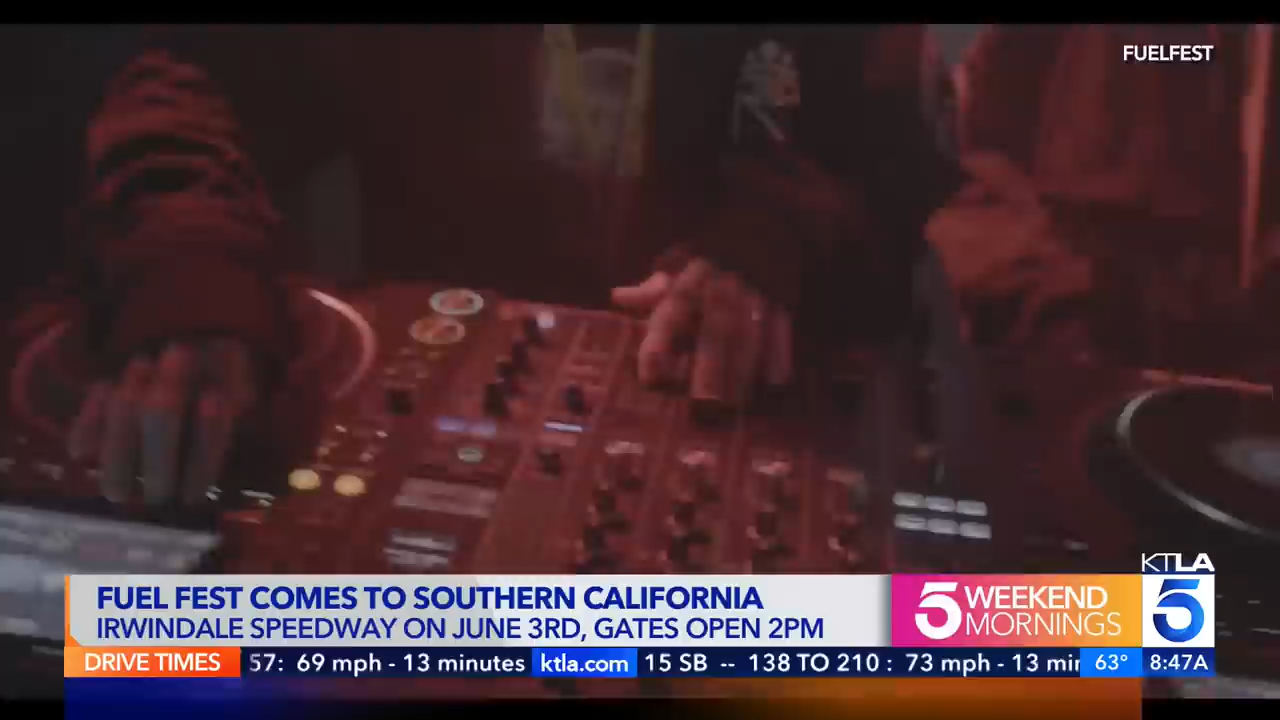 FUELFEST
KTLA
FUEL FEST COMES TO SOUTHERN CALIFORNIA
IRWINDALE SPEEDWAY ON JUNE 3RD, GATES OPEN 2PM
5 WEEKEND MORNINGS
5
DRIVE TIMES 57: 69 mph - 13 minutes ktla.com 15 SB -- 138 TO 210 : 73 mph - 13 min 63° 8:47A